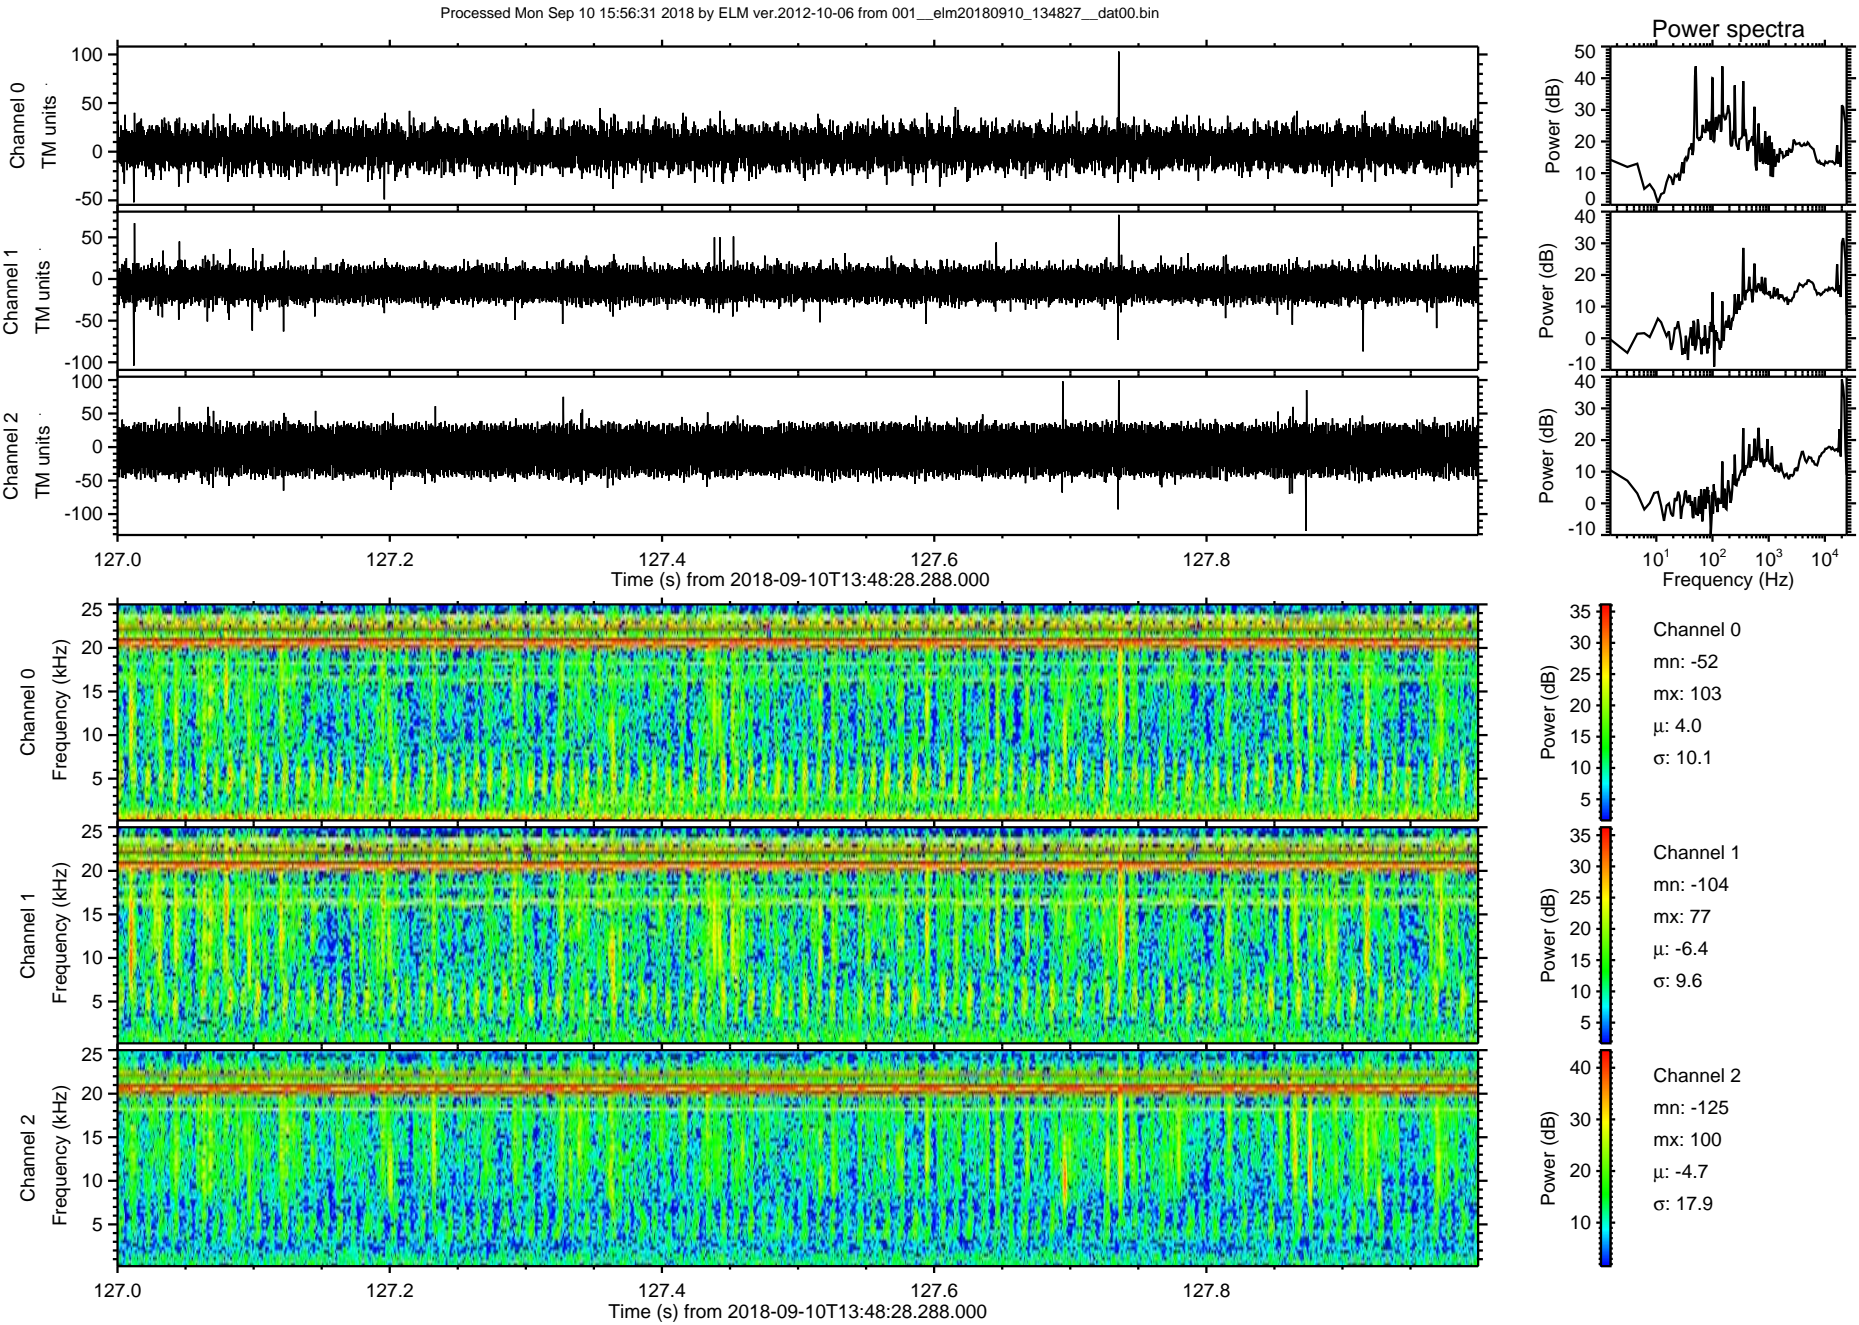 Processed Mon Sep 10 15:56:31 2018 by ELM ver.2012-10-06 from 001__elm20180910_134827__dat00.bin
Power spectra
Channel 0
TM units
100
50
0
-50
Power (dB)
50
40
30
20
10
0
Channel 1
TM units
50
0
-50
-100
Power (dB)
40
30
20
10
0
-10
Channel 2
TM units
100
50
0
-50
-100
Power (dB)
40
30
20
10
0
-10
127.0 127.2 127.4 127.6 127.8
Time (s) from 2018-09-10T13:48:28.288.000
10¹ 10² 10³ 10⁴
Frequency (Hz)
Channel 0
Frequency (kHz)
25
20
15
10
5
Power (dB)
35
30
25
20
15
10
5
Channel 0
mn: -52
mx: 103
μ: 4.0
σ: 10.1
Channel 1
Frequency (kHz)
25
20
15
10
5
Power (dB)
35
30
25
20
15
10
5
Channel 1
mn: -104
mx: 77
μ: -6.4
σ: 9.6
Channel 2
Frequency (kHz)
25
20
15
10
5
Power (dB)
40
30
20
10
Channel 2
mn: -125
mx: 100
μ: -4.7
σ: 17.9
127.0 127.2 127.4 127.6 127.8
Time (s) from 2018-09-10T13:48:28.288.000